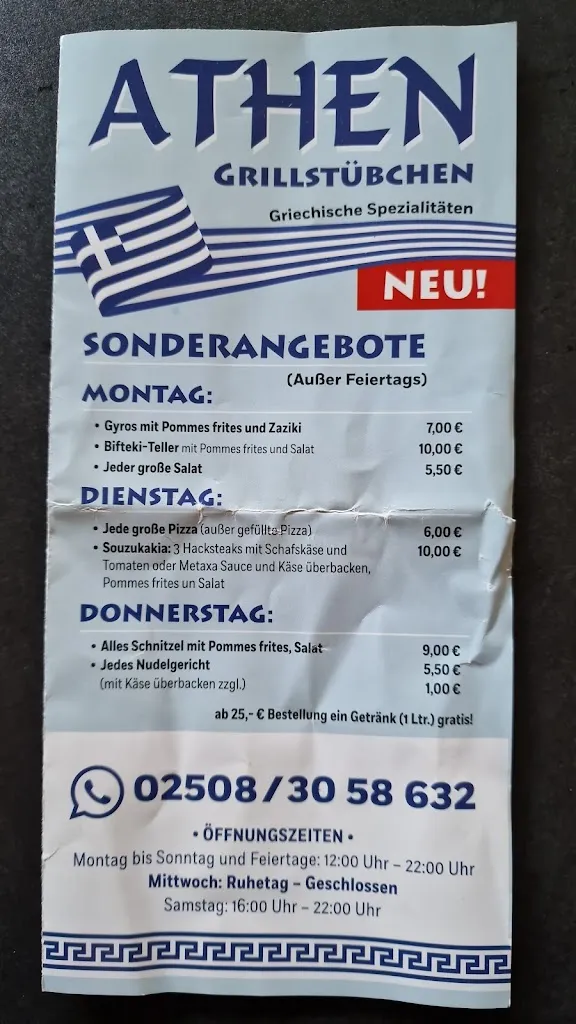 ATHEN
GRILLSTÜBCHEN
Griechische Spezialitäten
NEU!
SONDERANGEBOTE
(Außer Feiertags)
MONTAG:
• Gyros mit Pommes frites und Zaziki 7,00 €
• Bifteki-Teller mit Pommes frites und Salat 10,00 €
• Jeder große Salat 5,50 €
DIENSTAG:
• Jede große Pizza (außer gefüllte Pizza) 6,00 €
• Souzukakia: 3 Hacksteaks mit Schafskäse und 10,00 €
Tomaten oder Metaxa Sauce und Käse überbacken,
Pommes frites un Salat
DONNERSTAG:
• Alles Schnitzel mit Pommes frites, Salat 9,00 €
• Jedes Nudelgericht 5,50 €
(mit Käse überbacken zzgl.) 1,00 €
ab 25,- € Bestellung ein Getränk (1 Ltr.) gratis!
02508/30 58 632
• ÖFFNUNGSZEITEN •
Montag bis Sonntag und Feiertage: 12:00 Uhr – 22:00 Uhr
Mittwoch: Ruhetag – Geschlossen
Samstag: 16:00 Uhr – 22:00 Uhr